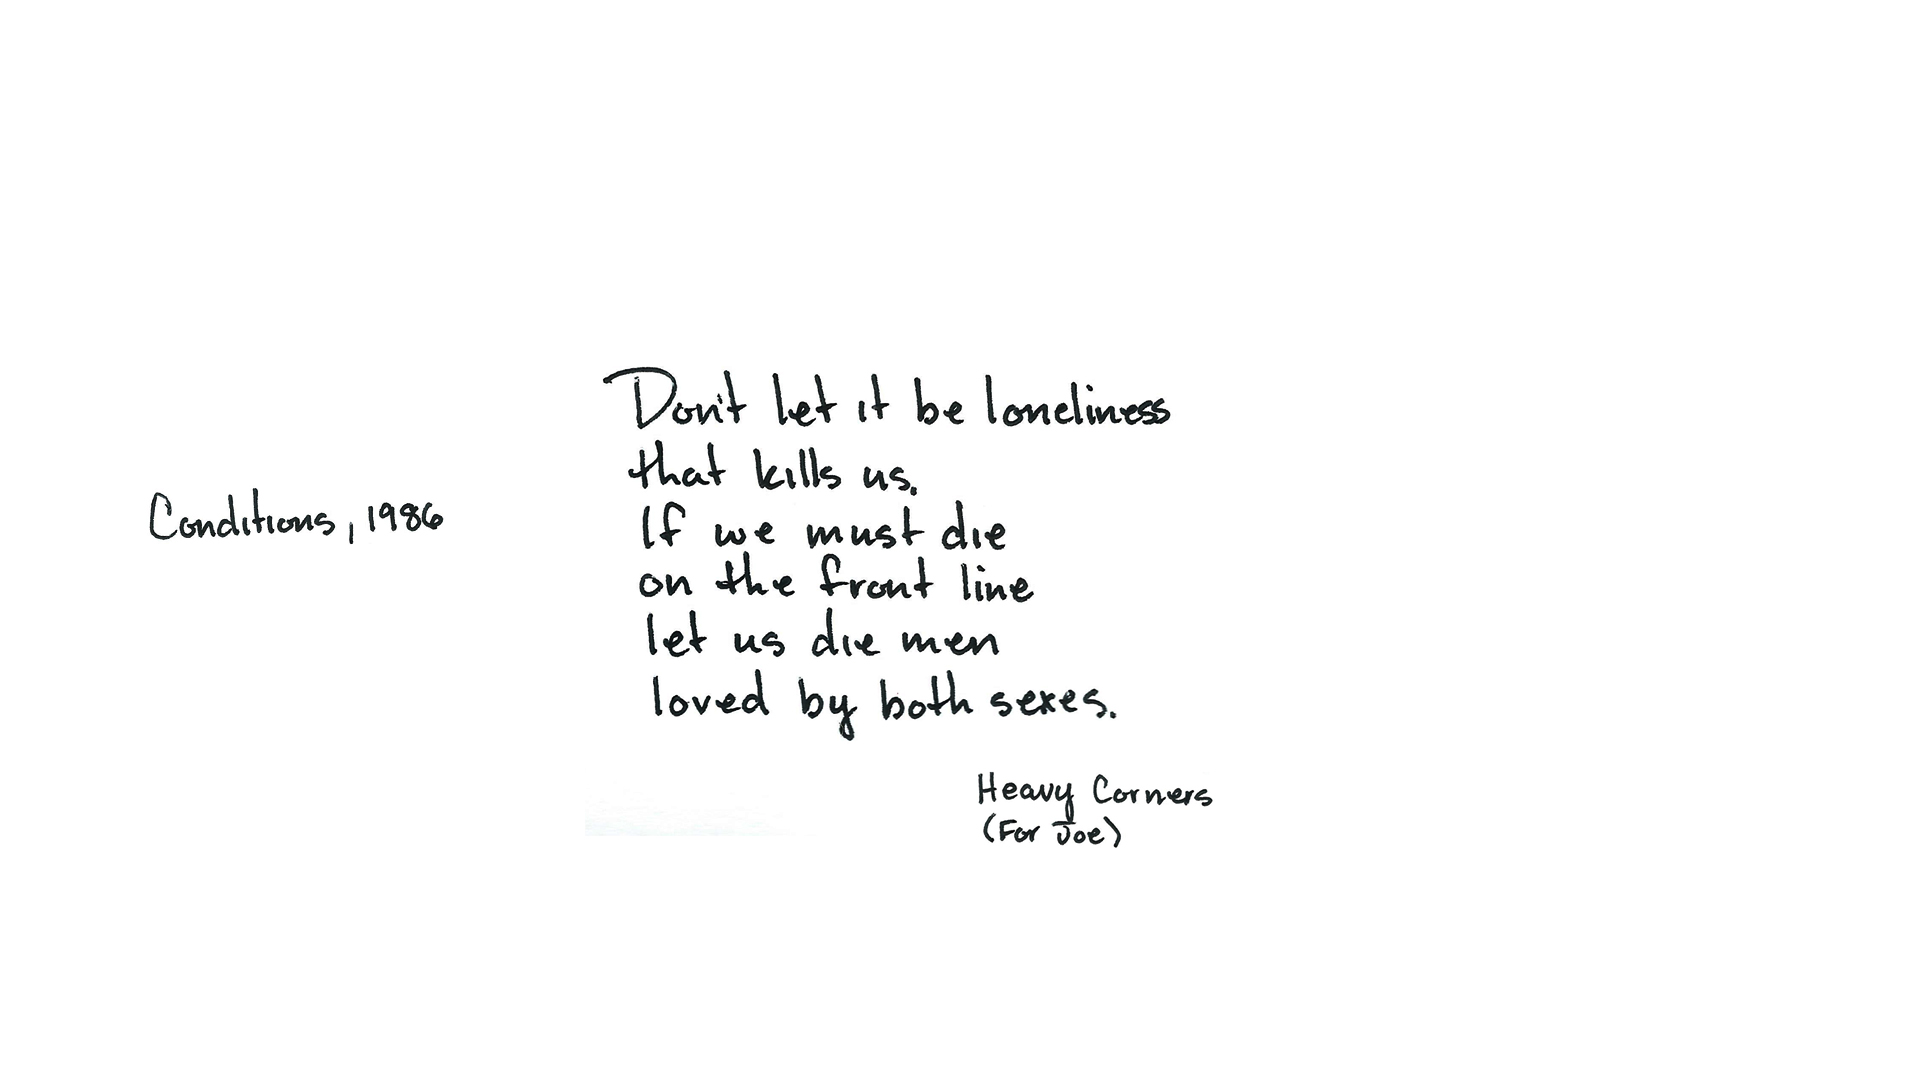 Conditions, 1986
Don't let it be loneliness
that kills us.
If we must die
on the front line
let us die men
loved by both sexes.
Heavy Corners
(For Joe)